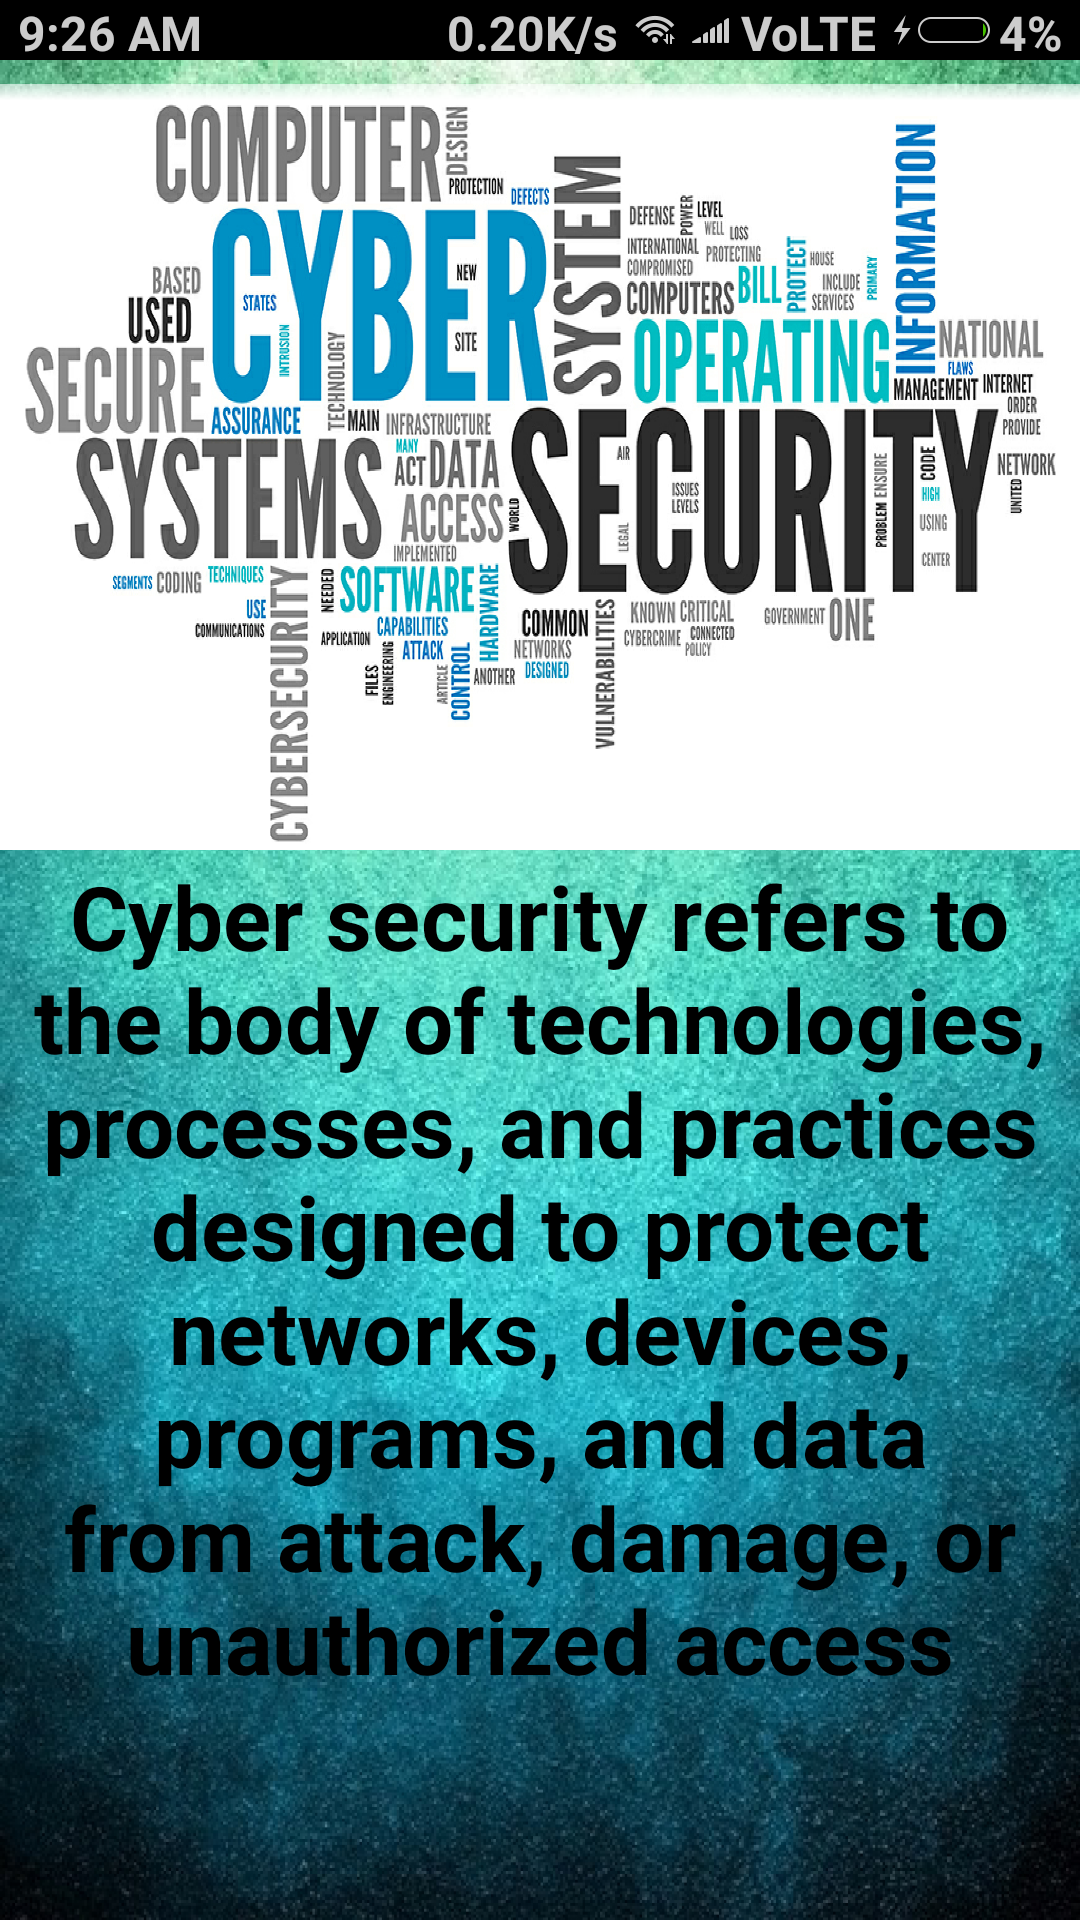 9:26 AM 0.20K/s VoLTE 4%
COMPUTER
DESIGN
PROTECTION
DEFECTS
CYBER
SYSTEM
DEFENSE
POWER
LEVEL
WELL
LOSS
INTERNATIONAL
PROTECTING
COMPROMISED
COMPUTERS
BILL
PROTECT
HOUSE
INCLUDE
SERVICES
PRIMARY
INFORMATION
BASED
USED
STATES
NEW
SITE
INTRUSION
TECHNOLOGY
SECURE
ASSURANCE
MAIN
INFRASTRUCTURE
OPERATING
NATIONAL
FLAWS
MANAGEMENT
INTERNET
ORDER
PROVIDE
SYSTEMS
MANY
ACT
DATA
ACCESS
WORLD
IMPLEMENTED
SECURITY
AIR
ISSUES
LEVELS
LEGAL
PROBLEM
ENSURE
CODE
HIGH
USING
CENTER
NETWORK
UNITED
SEGMENTS
CODING
TECHNIQUES
USE
COMMUNICATIONS
CYBERSECURITY
NEEDED
SOFTWARE
HARDWARE
APPLICATION
CAPABILITIES
ATTACK
FILES
ENGINEERING
ARTICLE
CONTROL
ANOTHER
COMMON
NETWORKS
DESIGNED
VULNERABILITIES
KNOWN
CRITICAL
CYBERCRIME
CONNECTED
POLICY
GOVERNMENT
ONE
Cyber security refers to
the body of technologies,
processes, and practices
designed to protect
networks, devices,
programs, and data
from attack, damage, or
unauthorized access